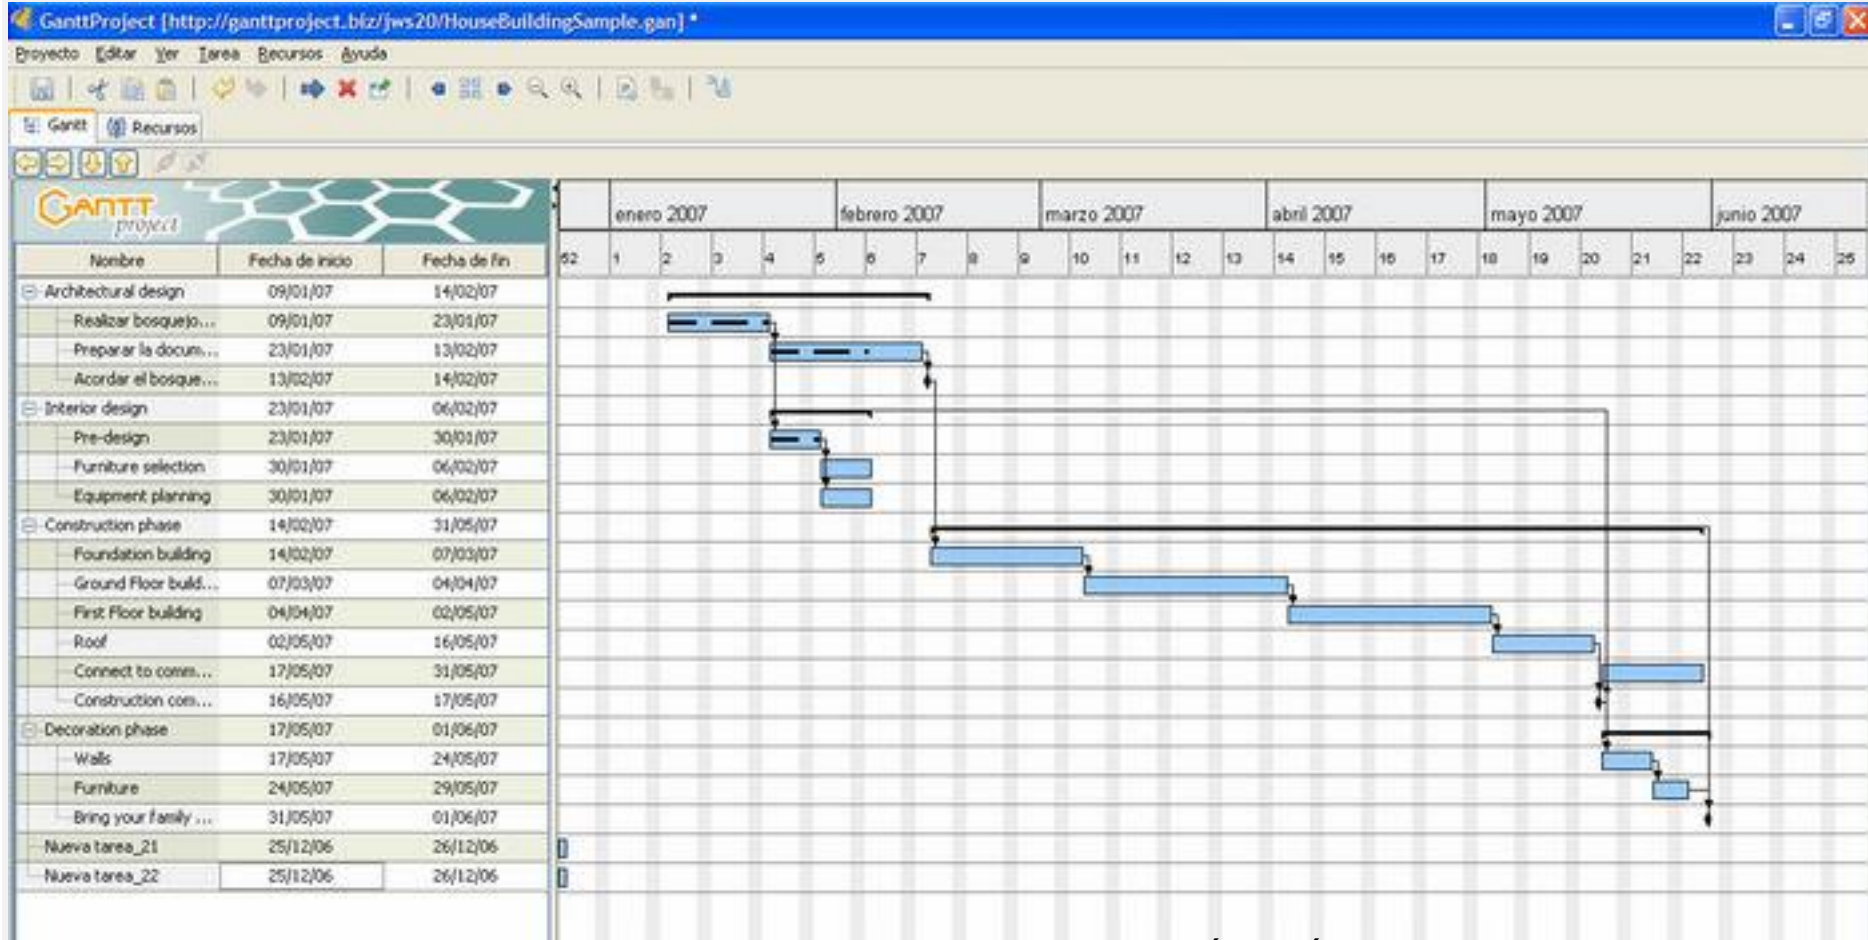 GanttProject [http://ganttproject.biz/jws20/HouseBuildingSample.gan] *
Proyecto Editar Ver Tarea Recursos Ayuda
Gantt Recursos
GANTT project
enero 2007 febrero 2007 marzo 2007 abril 2007 mayo 2007 junio 2007
Nombre Fecha de inicio Fecha de fin 52 1 2 3 4 5 6 7 8 9 10 11 12 13 14 15 16 17 18 19 20 21 22 23 24 25
Architectural design 09/01/07 14/02/07
Realizar bosquejo... 09/01/07 23/01/07
Preparar la docum... 23/01/07 13/02/07
Acordar el bosque... 13/02/07 14/02/07
Interior design 23/01/07 06/02/07
Pre-design 23/01/07 30/01/07
Furniture selection 30/01/07 06/02/07
Equipment planning 30/01/07 06/02/07
Construction phase 14/02/07 31/05/07
Foundation building 14/02/07 07/03/07
Ground Floor build... 07/03/07 04/04/07
First Floor building 04/04/07 02/05/07
Roof 02/05/07 16/05/07
Connect to comm... 17/05/07 31/05/07
Construction com... 16/05/07 17/05/07
Decoration phase 17/05/07 01/06/07
Walls 17/05/07 24/05/07
Furniture 24/05/07 29/05/07
Bring your family ... 31/05/07 01/06/07
Nueva tarea_21 25/12/06 26/12/06
Nueva tarea_22 25/12/06 26/12/06